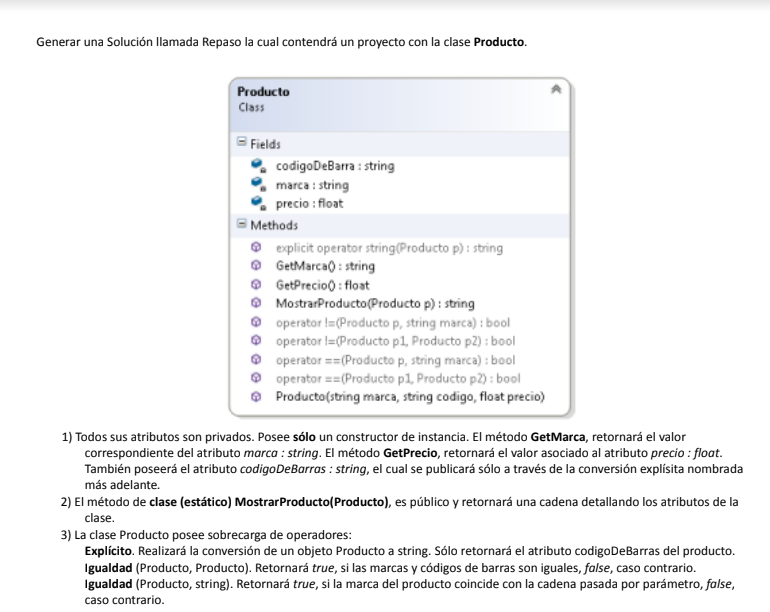 Generar una Solución llamada Repaso la cual contendrá un proyecto con la clase Producto.
Producto
Class
Fields
codigoDeBarra : string
marca : string
precio : float
Methods
explicit operator string(Producto p) : string
GetMarca() : string
GetPrecio() : float
MostrarProducto(Producto p) : string
operator !=(Producto p, string marca) : bool
operator !=(Producto p1, Producto p2) : bool
operator ==(Producto p, string marca) : bool
operator ==(Producto p1, Producto p2) : bool
Producto(string marca, string codigo, float precio)
1) Todos sus atributos son privados. Posee sólo un constructor de instancia. El método GetMarca, retornará el valor
correspondiente del atributo marca : string. El método GetPrecio, retornará el valor asociado al atributo precio : float.
También poseerá el atributo codigoDeBarras : string, el cual se publicará sólo a través de la conversión explísita nombrada
más adelante.
2) El método de clase (estático) MostrarProducto(Producto), es público y retornará una cadena detallando los atributos de la
clase.
3) La clase Producto posee sobrecarga de operadores:
Explícito. Realizará la conversión de un objeto Producto a string. Sólo retornará el atributo codigoDeBarras del producto.
Igualdad (Producto, Producto). Retornará true, si las marcas y códigos de barras son iguales, false, caso contrario.
Igualdad (Producto, string). Retornará true, si la marca del producto coincide con la cadena pasada por parámetro, false,
caso contrario.